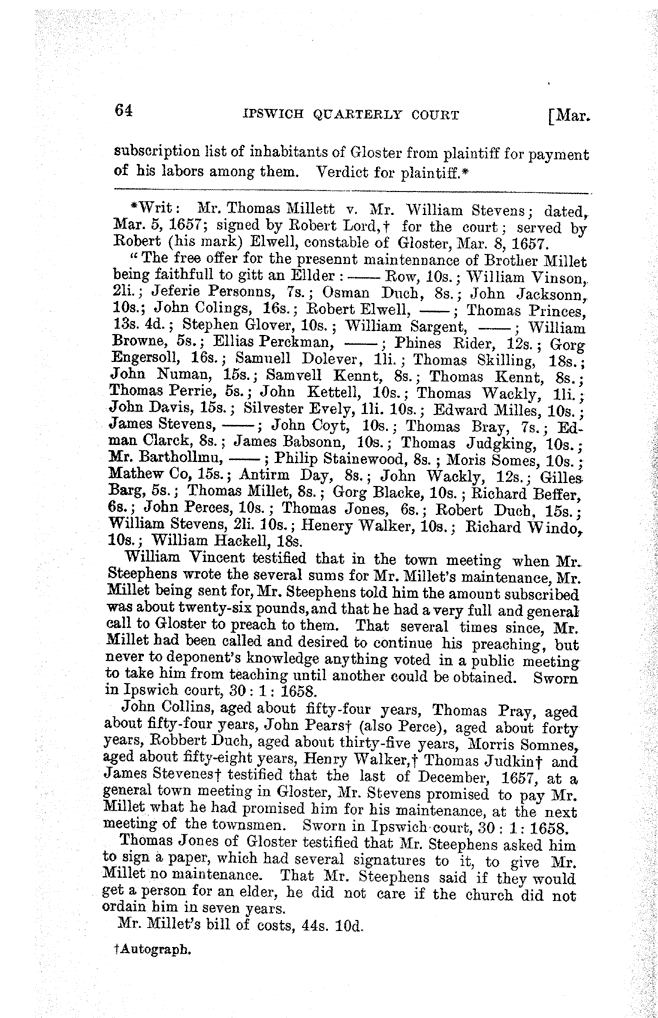 64 IPSWICH QUARTERLY COURT [Mar.
subscription list of inhabitants of Gloster from plaintiff for payment
of his labors among them. Verdict for plaintiff.*
*Writ: Mr. Thomas Millett v. Mr. William Stevens; dated,
Mar. 5, 1657; signed by Robert Lord,† for the court; served by
Robert (his mark) Elwell, constable of Gloster, Mar. 8, 1657.
“The free offer for the presennt maintennance of Brother Millet
being faithfull to gitt an Ellder: —— Row, 10s.; William Vinson,
2li.; Jeferie Personns, 7s.; Osman Duch, 8s.; John Jacksonn,
10s.; John Colings, 16s.; Robert Elwell, ——; Thomas Princes,
13s. 4d.; Stephen Glover, 10s.; William Sargent, ——; William
Browne, 5s.; Ellias Perckman, ——; Phines Rider, 12s.; Gorg
Engersoll, 16s.; Samuell Dolever, 1li.; Thomas Skilling, 18s.;
John Numan, 15s.; Samvell Kennt, 8s.; Thomas Kennt, 8s.;
Thomas Perrie, 5s.; John Kettell, 10s.; Thomas Wackly, 1li.;
John Davis, 15s.; Silvester Evely, 1li. 10s.; Edward Milles, 10s.;
James Stevens, ——; John Coyt, 10s.; Thomas Bray, 7s.; Ed-
man Clarck, 8s.; James Babsonn, 10s.; Thomas Judgking, 10s.;
Mr. Barthollmu, ——; Philip Stainewood, 8s.; Moris Somes, 10s.;
Mathew Co, 15s.; Antirm Day, 8s.; John Wackly, 12s.; Gilles
Barg, 5s.; Thomas Millet, 8s.; Gorg Blacke, 10s.; Richard Beffer,
6s.; John Perces, 10s.; Thomas Jones, 6s.; Robert Duch, 15s.;
William Stevens, 2li. 10s.; Henery Walker, 10s.; Richard Windo,
10s.; William Hackell, 18s.
William Vincent testified that in the town meeting when Mr.
Steephens wrote the several sums for Mr. Millet's maintenance, Mr.
Millet being sent for, Mr. Steephens told him the amount subscribed
was about twenty-six pounds, and that he had a very full and general
call to Gloster to preach to them. That several times since, Mr.
Millet had been called and desired to continue his preaching, but
never to deponent's knowledge anything voted in a public meeting
to take him from teaching until another could be obtained. Sworn
in Ipswich court, 30: 1: 1658.
John Collins, aged about fifty-four years, Thomas Pray, aged
about fifty-four years, John Pears† (also Perce), aged about forty
years, Robbert Duch, aged about thirty-five years, Morris Somnes,
aged about fifty-eight years, Henry Walker,† Thomas Judkin† and
James Stevenes† testified that the last of December, 1657, at a
general town meeting in Gloster, Mr. Stevens promised to pay Mr.
Millet what he had promised him for his maintenance, at the next
meeting of the townsmen. Sworn in Ipswich court, 30: 1: 1658.
Thomas Jones of Gloster testified that Mr. Steephens asked him
to sign a paper, which had several signatures to it, to give Mr.
Millet no maintenance. That Mr. Steephens said if they would
get a person for an elder, he did not care if the church did not
ordain him in seven years.
Mr. Millet's bill of costs, 44s. 10d.
†Autograph.